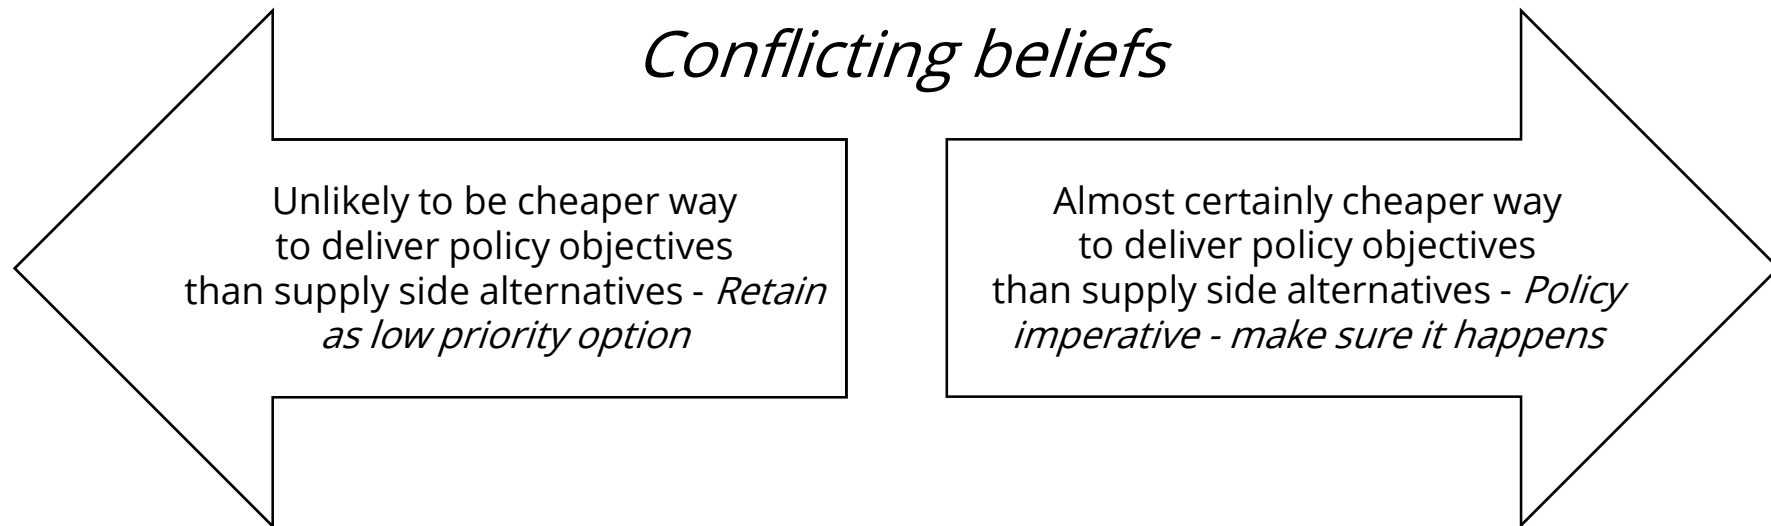 Conflicting beliefs
Unlikely to be cheaper way
to deliver policy objectives
than supply side alternatives - Retain
as low priority option
Almost certainly cheaper way
to deliver policy objectives
than supply side alternatives - Policy
imperative - make sure it happens